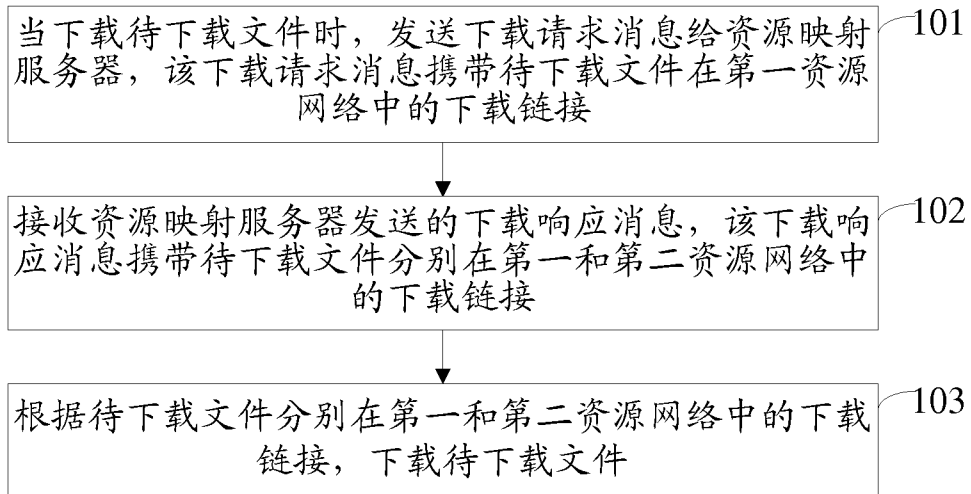 当下载待下载文件时，发送下载请求消息给资源映射
服务器，该下载请求消息携带待下载文件在第一资源
网络中的下载链接
101
接收资源映射服务器发送的下载响应消息，该下载响
应消息携带待下载文件分别在第一和第二资源网络中
的下载链接
102
根据待下载文件分别在第一和第二资源网络中的下载
链接，下载待下载文件
103